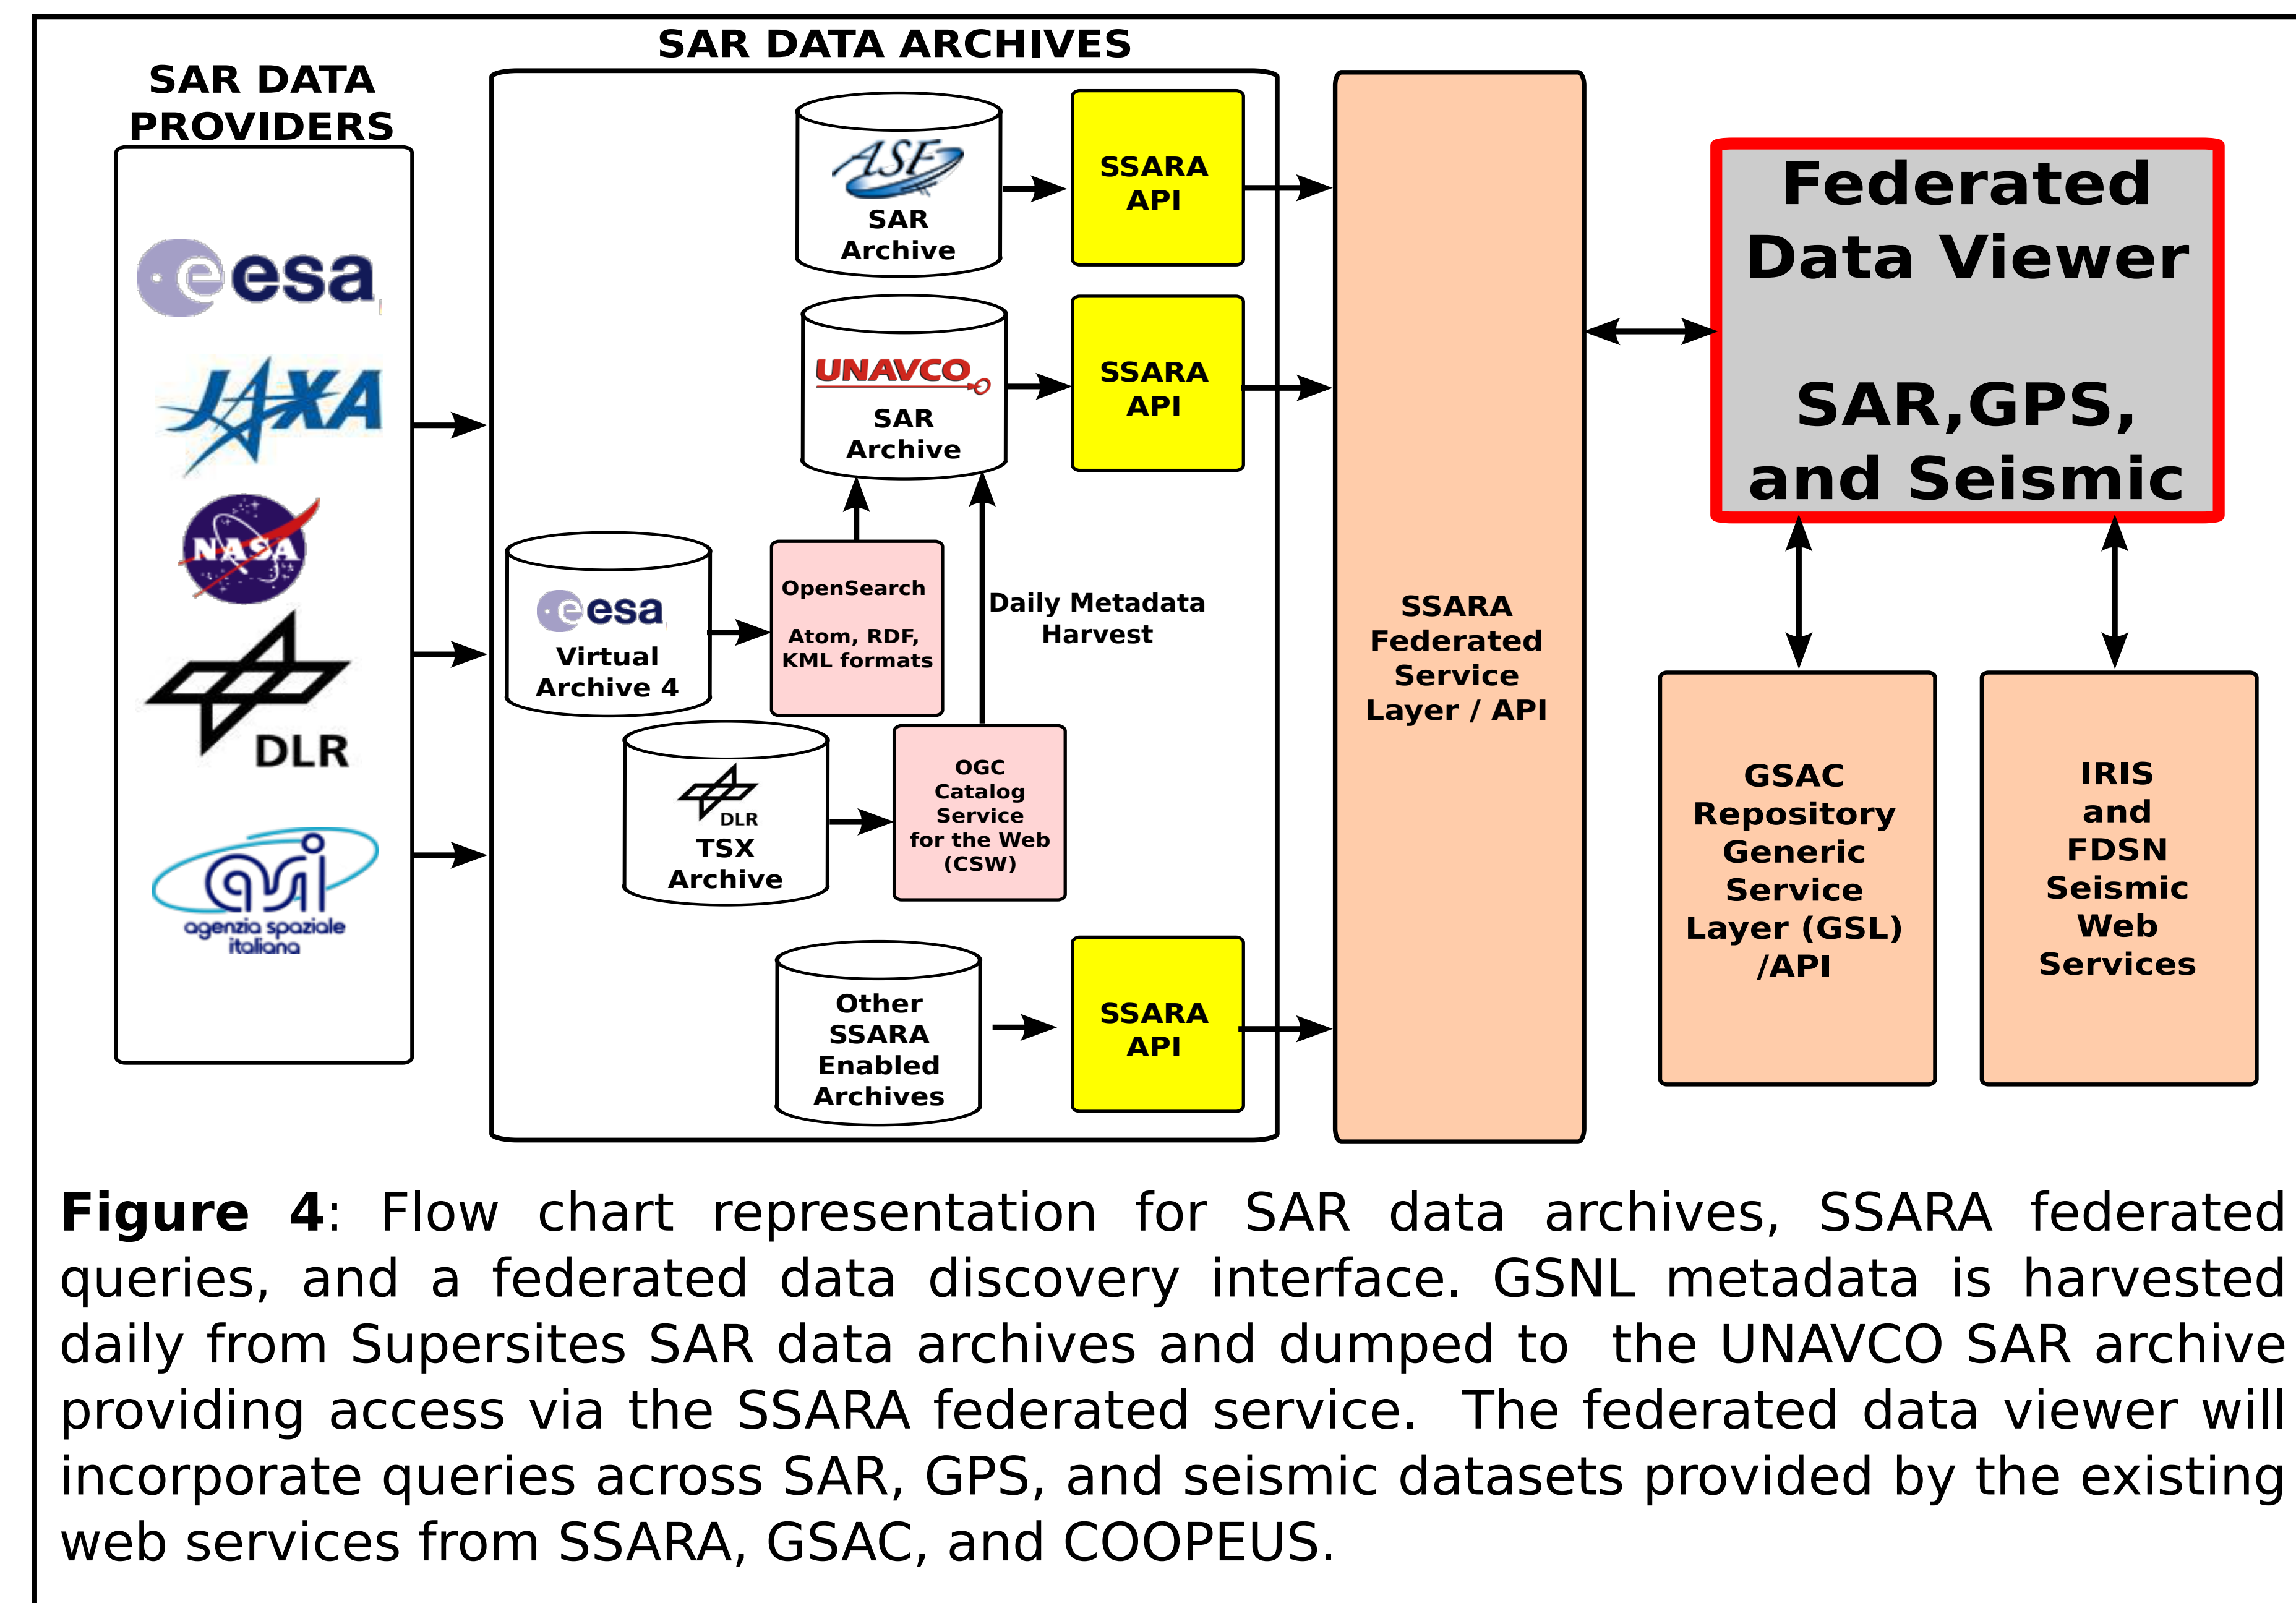 SAR DATA ARCHIVES
SAR DATA
PROVIDERS
esa
JAXA
NASA
DLR
asi
agenzia spaziale
italiana
ASF
SAR
Archive
SSARA
API
UNAVCO
SAR
Archive
SSARA
API
esa
Virtual
Archive 4
OpenSearch
Atom, RDF,
KML formats
Daily Metadata
Harvest
DLR
TSX
Archive
OGC
Catalog
Service
for the Web
(CSW)
Other
SSARA
Enabled
Archives
SSARA
API
SSARA
Federated
Service
Layer / API
Federated
Data Viewer
SAR,GPS,
and Seismic
GSAC
Repository
Generic
Service
Layer (GSL)
/API
IRIS
and
FDSN
Seismic
Web
Services
Figure 4: Flow chart representation for SAR data archives, SSARA federated
queries, and a federated data discovery interface. GSNL metadata is harvested
daily from Supersites SAR data archives and dumped to the UNAVCO SAR archive
providing access via the SSARA federated service. The federated data viewer will
incorporate queries across SAR, GPS, and seismic datasets provided by the existing
web services from SSARA, GSAC, and COOPEUS.